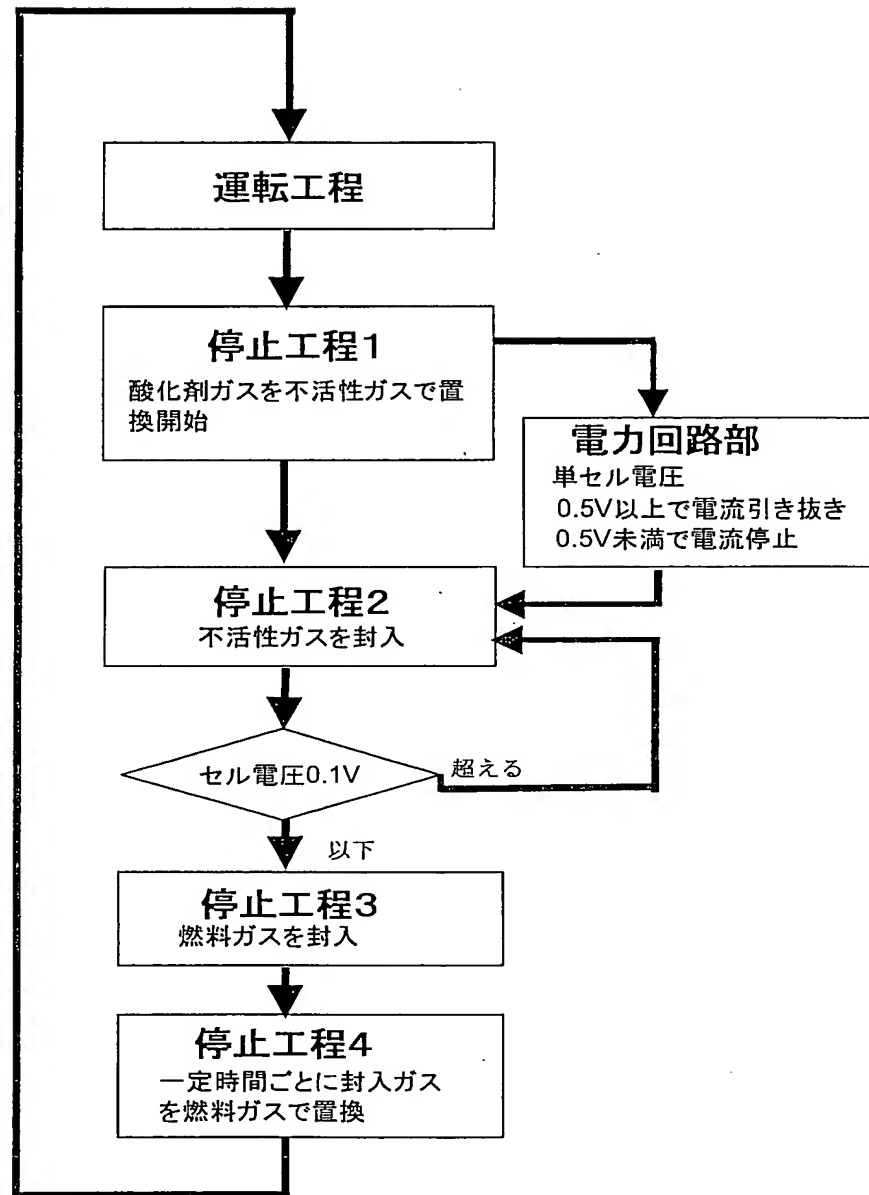 運転工程
停止工程1
酸化剤ガスを不活性ガスで置
換開始
電力回路部
単セル電圧
0.5V以上で電流引き抜き
0.5V未満で電流停止
停止工程2
不活性ガスを封入
セル電圧0.1V
超える
以下
停止工程3
燃料ガスを封入
停止工程4
一定時間ごとに封入ガス
を燃料ガスで置換